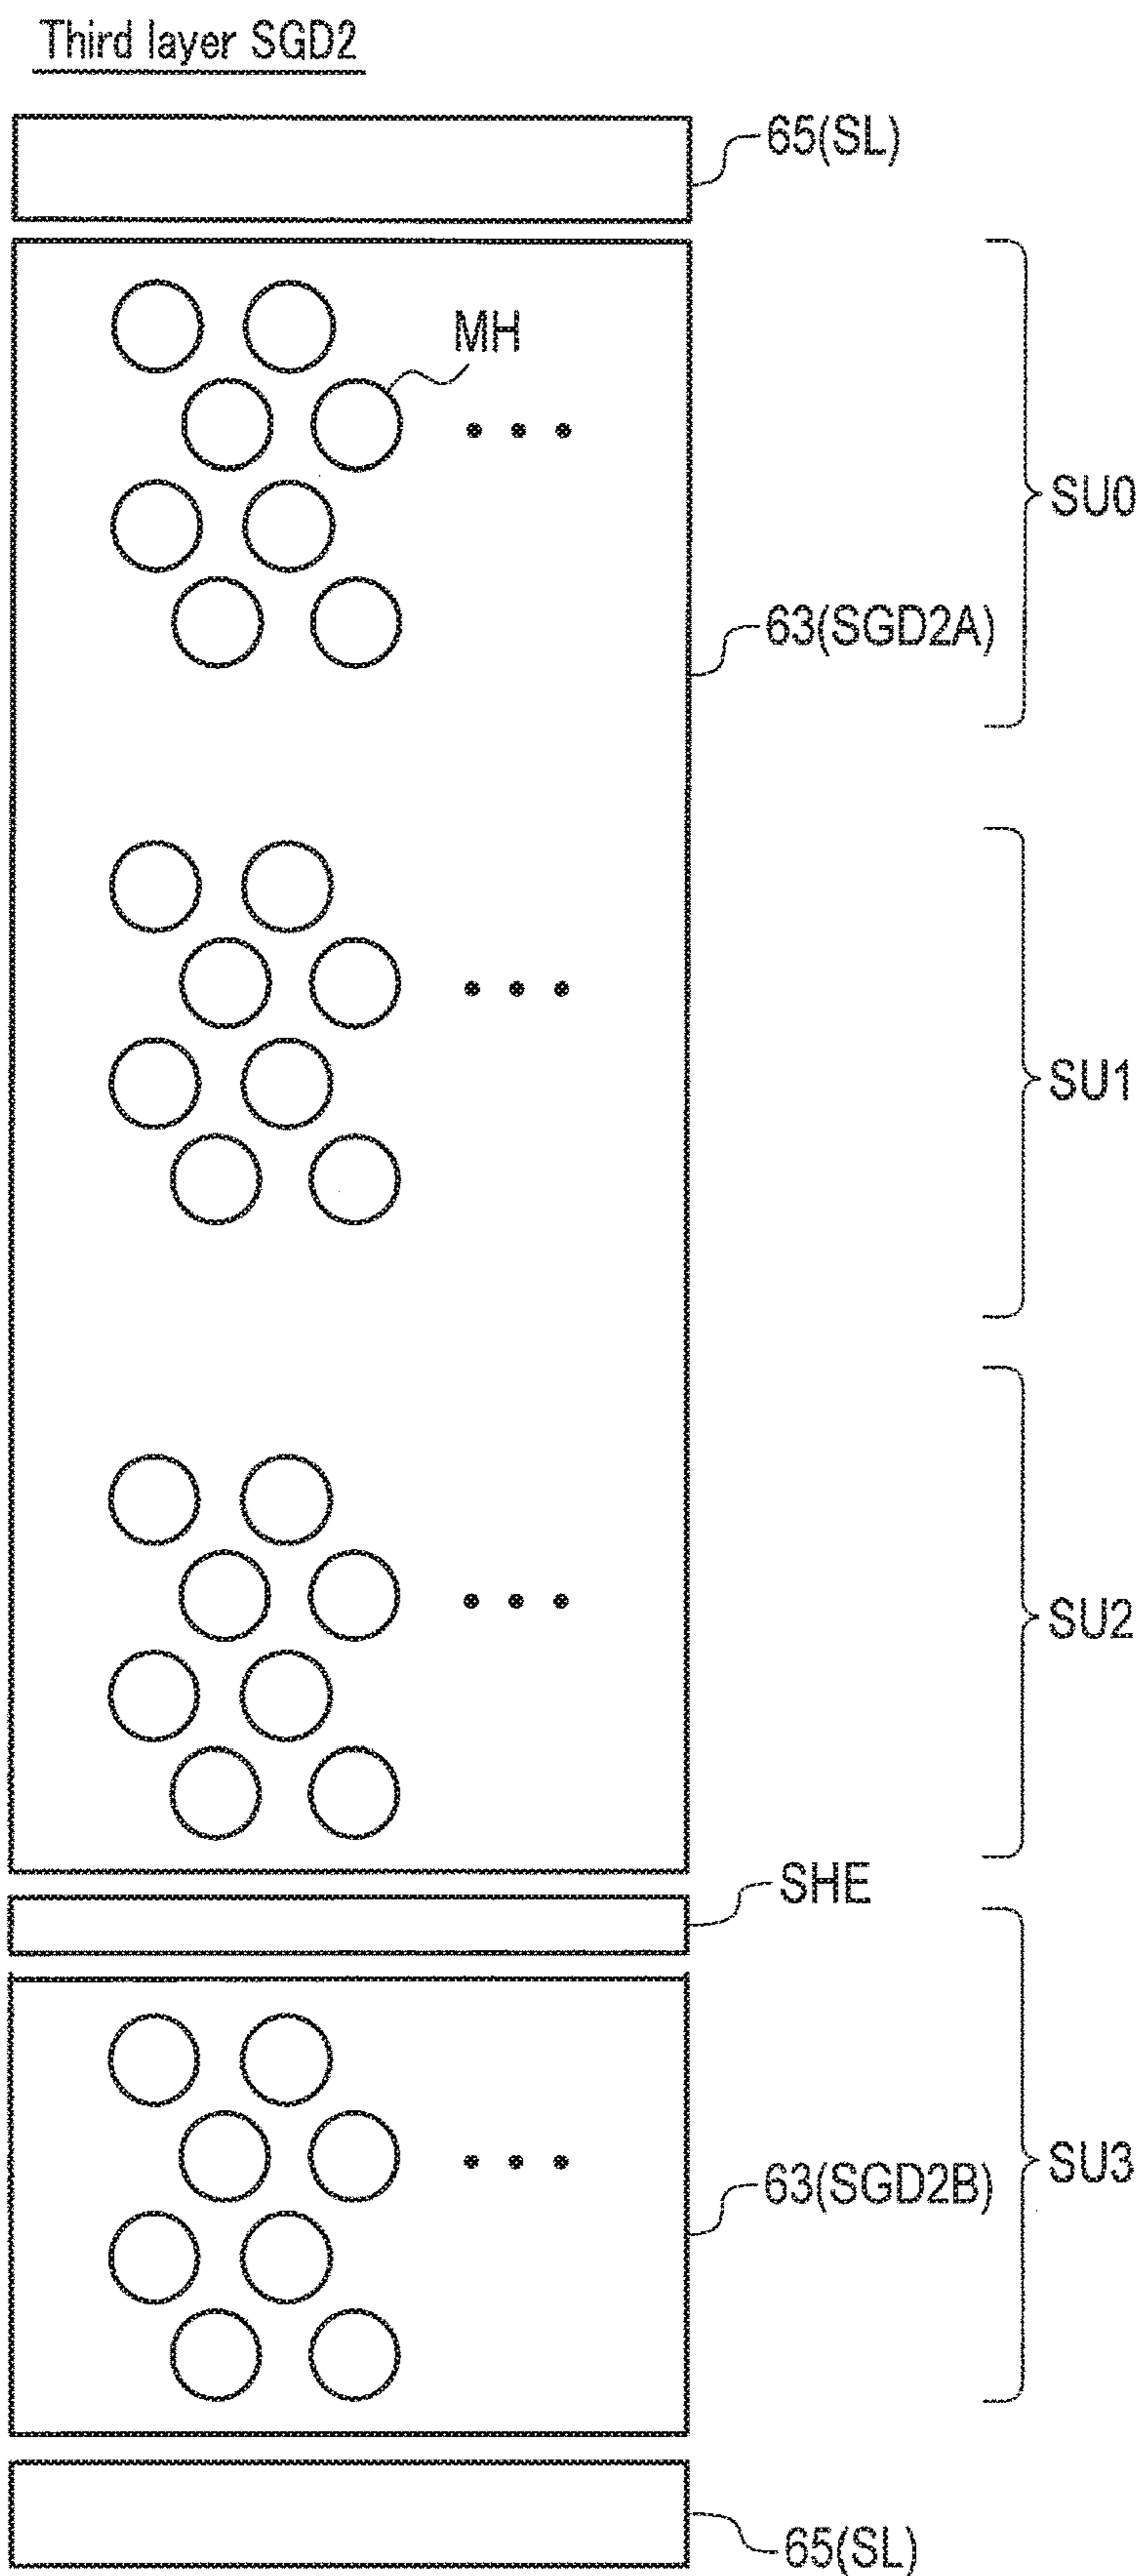 Third layer SGD2
65(SL)
MH
SU0
63(SGD2A)
SU1
SU2
SHE
SU3
63(SGD2B)
65(SL)